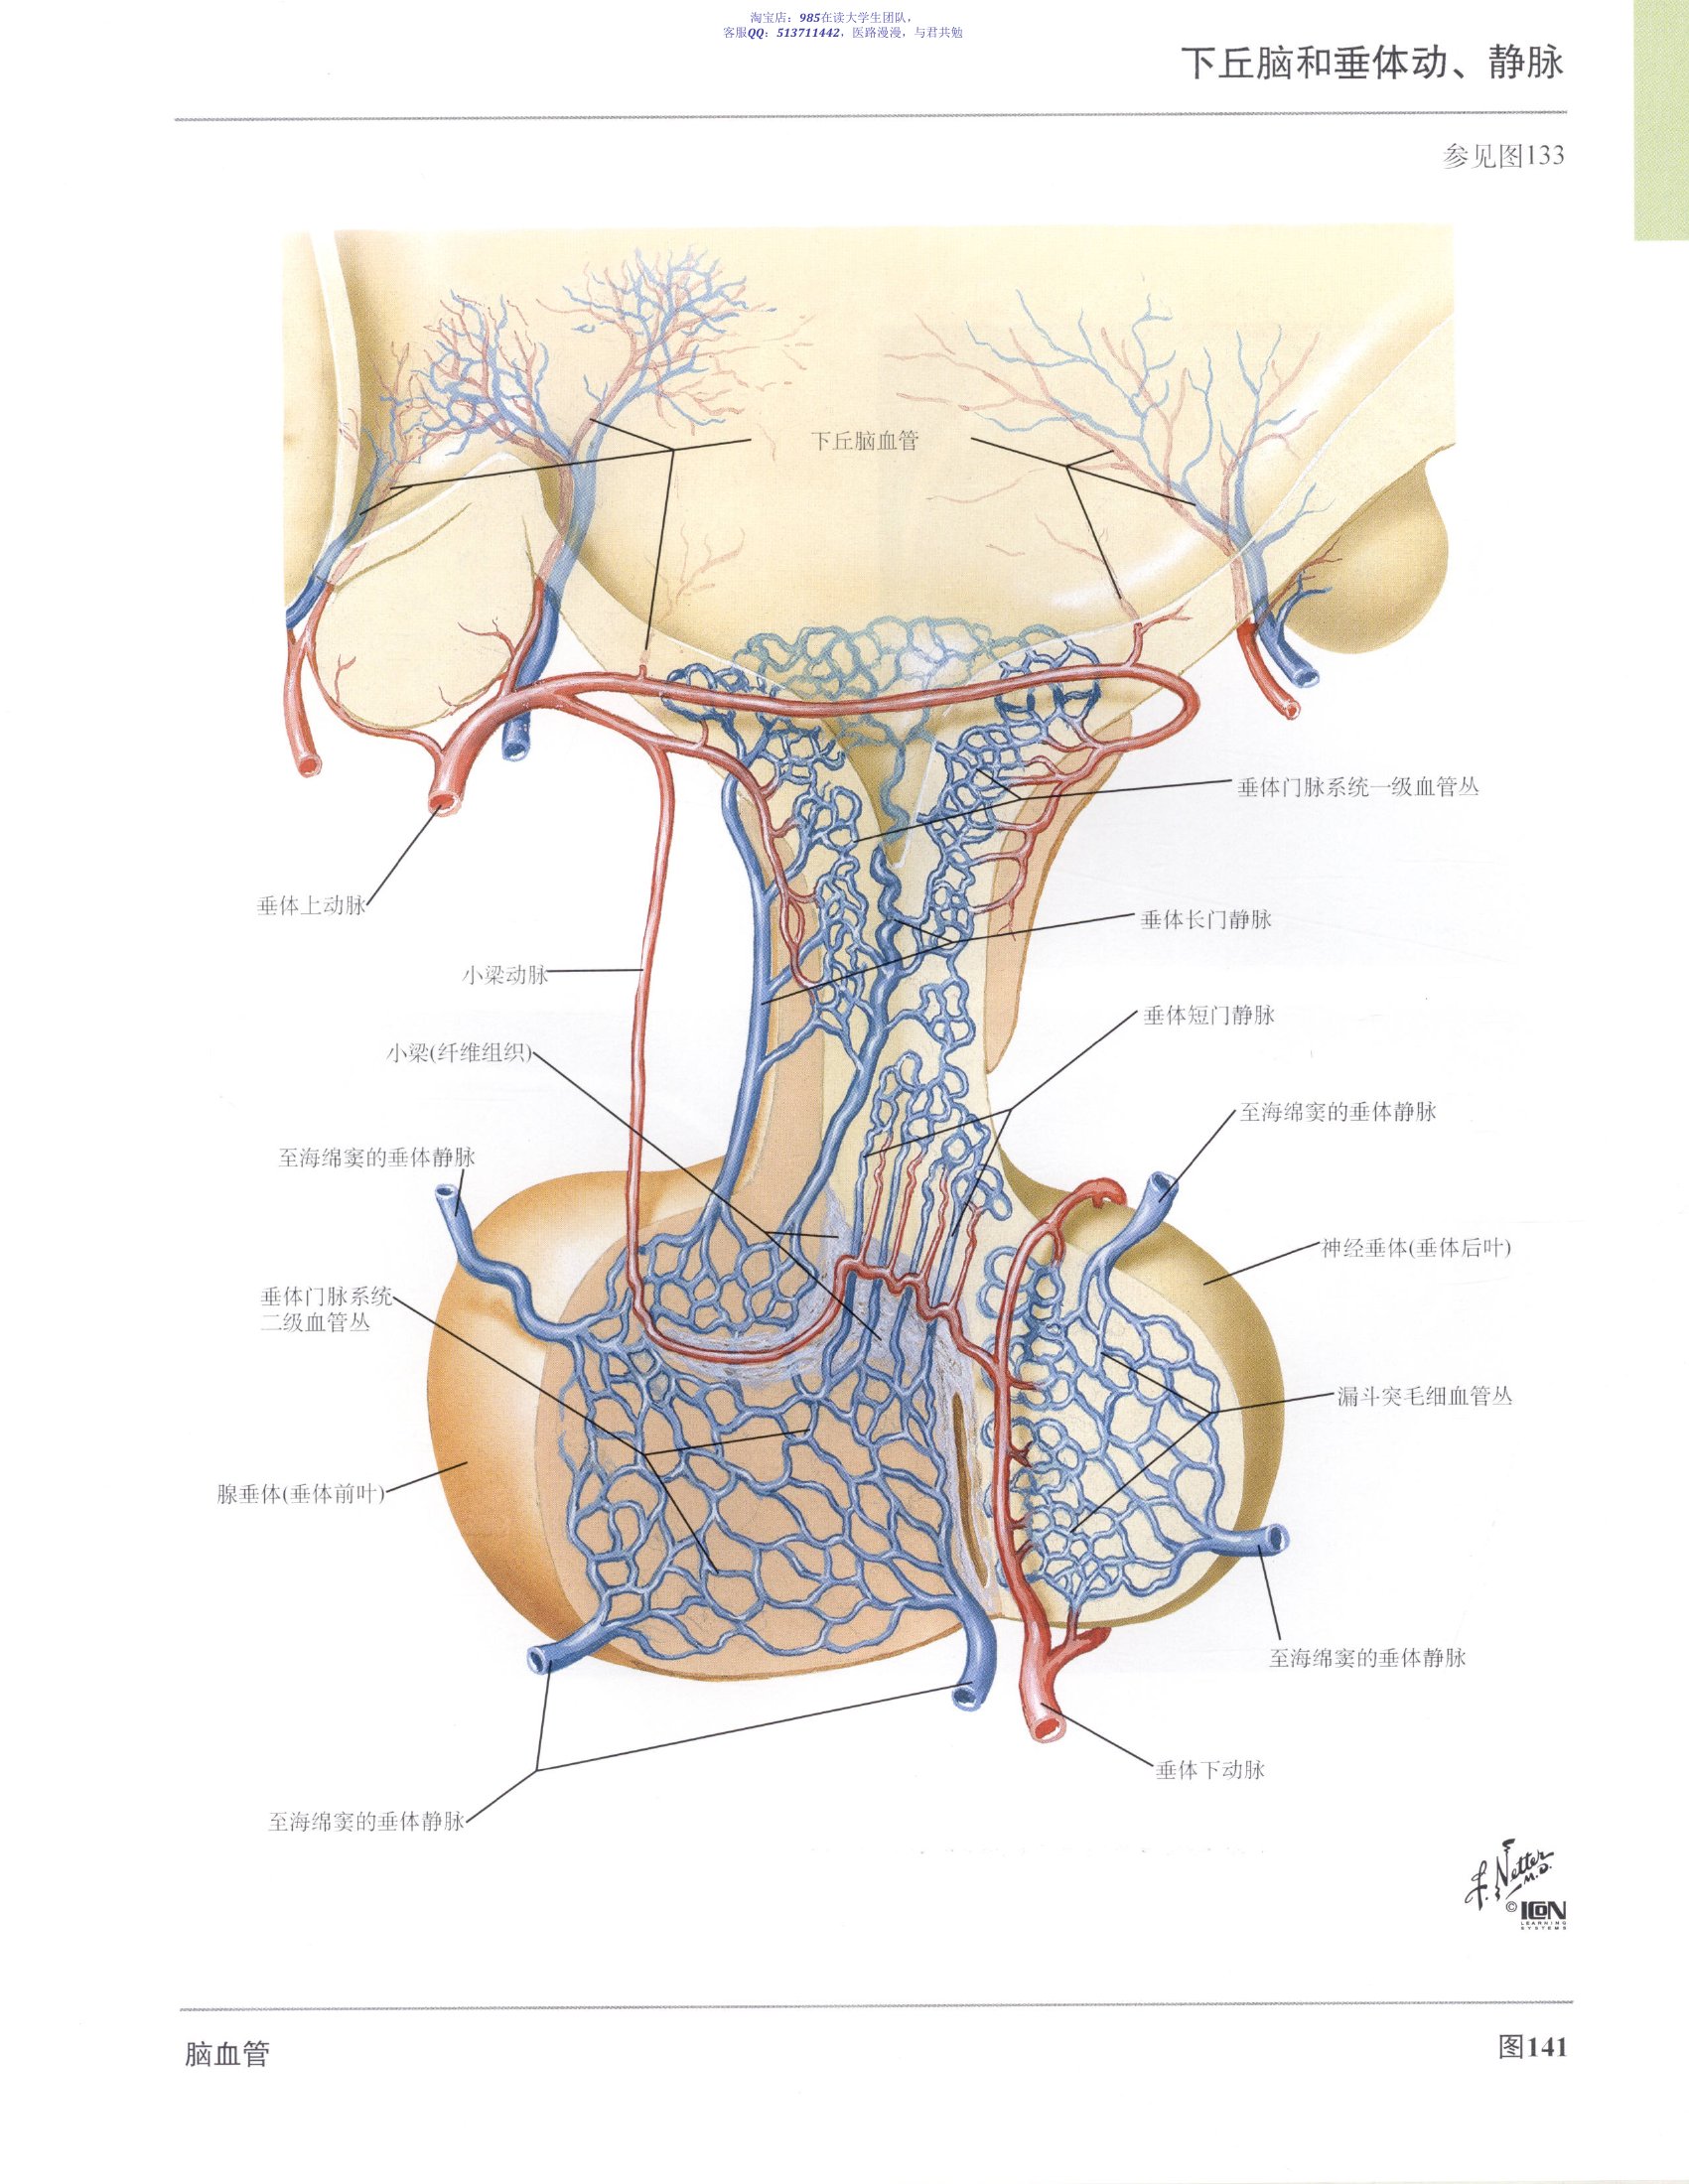 淘宝店：985在读大学生团队，
客服QQ：513711442，医路漫漫，与君共勉
下丘脑和垂体动、静脉
参见图133
下丘脑血管
垂体门脉系统一级血管丛
垂体上动脉
垂体长门静脉
小梁动脉
垂体短门静脉
小梁(纤维组织)
至海绵窦的垂体静脉
至海绵窦的垂体静脉
神经垂体(垂体后叶)
垂体门脉系统
二级血管丛
漏斗突毛细血管丛
腺垂体(垂体前叶)
至海绵窦的垂体静脉
垂体下动脉
至海绵窦的垂体静脉
F. Netter
M.D.
© ICON
LEARNING
SYSTEMS
脑血管
图141